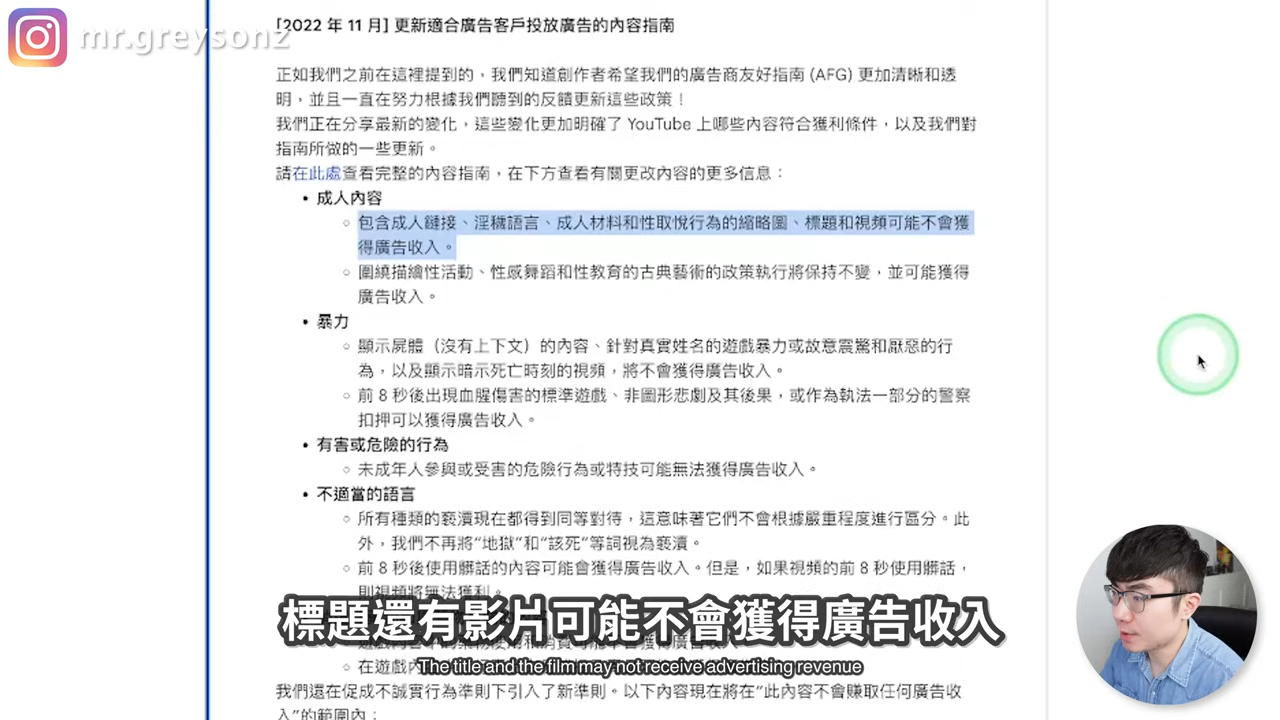 mr.greysonz
[2022 年 11 月] 更新適合廣告客戶投放廣告的內容指南
正如我們之前在這裡提到的，我們知道創作者希望我們的廣告商友好指南 (AFG) 更加清晰和透
明，並且一直在努力根據我們聽到的反饋更新這些政策！
我們正在分享最新的變化，這些變化更加明確了 YouTube 上哪些內容符合獲利條件，以及我們對
指南所做的一些更新。
請在此處查看完整的內容指南，在下方查看有關更改內容的更多信息：
• 成人內容
○ 包含成人鏈接、淫穢語言、成人材料和性取悅行為的縮略圖、標題和視頻可能不會獲
得廣告收入。
○ 圍繞描繪性活動、性感舞蹈和性教育的古典藝術的政策執行將保持不變，並可能獲得
廣告收入。
• 暴力
○ 顯示屍體（沒有上下文）的內容、針對真實姓名的遊戲暴力或故意震驚和厭惡的行
為，以及顯示暗示死亡時刻的視頻，將不會獲得廣告收入。
○ 前 8 秒後出現血腥傷害的標準遊戲、非圖形悲劇及其後果，或作為執法一部分的警察
扣押可以獲得廣告收入。
• 有害或危險的行為
○ 未成年人參與或受害的危險行為或特技可能無法獲得廣告收入。
• 不適當的語言
○ 所有種類的褻瀆現在都得到同等對待，這意味著它們不會根據嚴重程度進行區分。此
外，我們不再將“地獄”和“該死”等詞視為褻瀆。
○ 前 8 秒後使用髒話的內容可能會獲得廣告收入。但是，如果視頻的前 8 秒使用髒話，
則視頻將無法獲利。
標題還有影片可能不會獲得廣告收入
○ 在遊戲內
The title and the film may not receive advertising revenue
我們還在促成不誠實行為準則下引入了新準則。以下內容現在將在“此內容不會賺取任何廣告收
入”的範圍內：